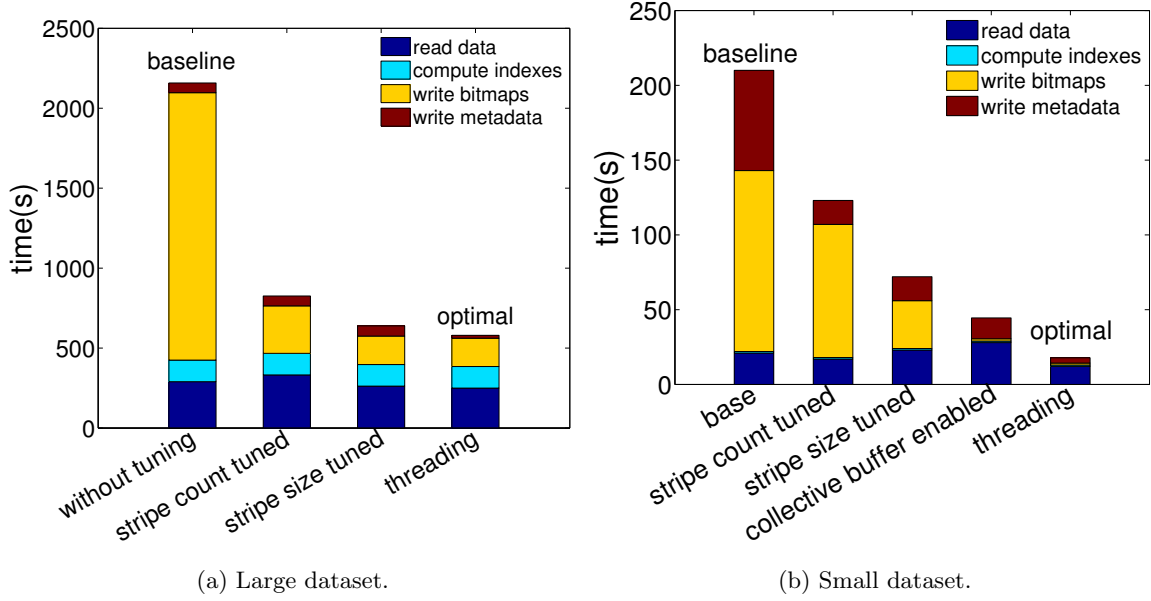 2500
2000
1500
1000
500
0
time(s)
baseline
optimal
read data
compute indexes
write bitmaps
write metadata
without tuning
stripe count tuned
stripe size tuned
threading
(a) Large dataset.
250
200
150
100
50
0
time(s)
baseline
optimal
read data
compute indexes
write bitmaps
write metadata
base
stripe count tuned
stripe size tuned
collective buffer enabled
threading
(b) Small dataset.